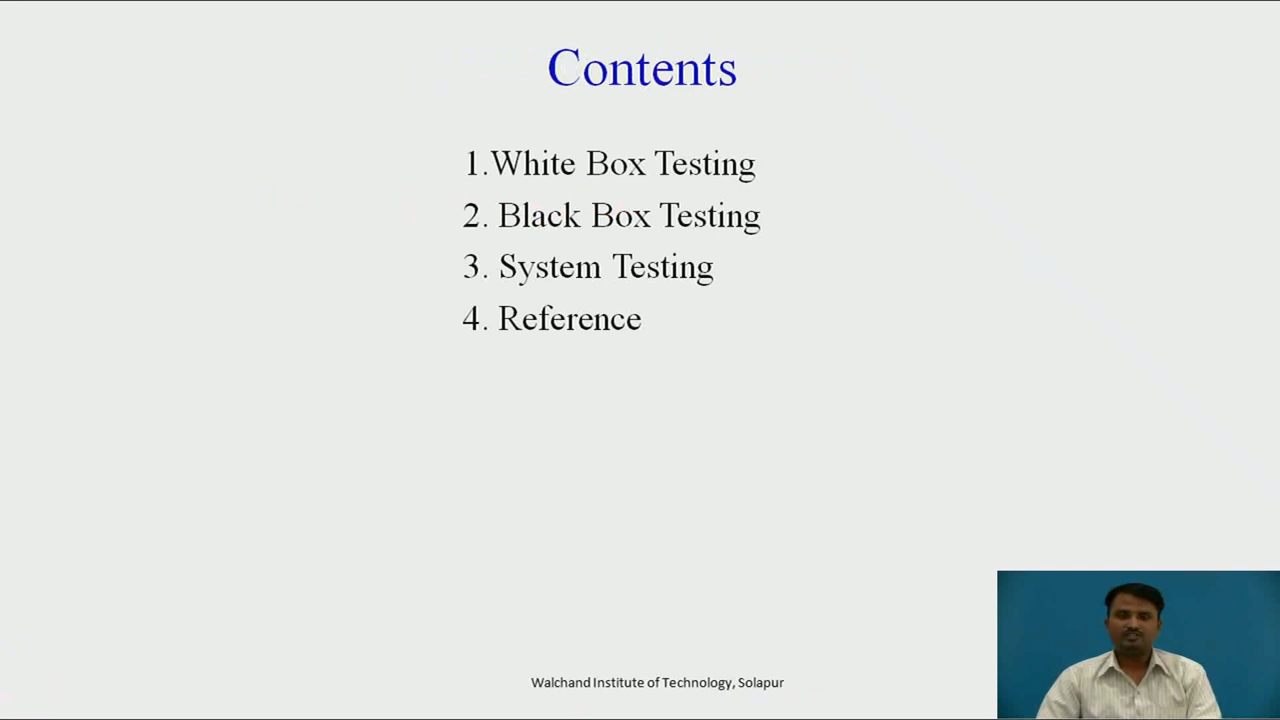 Contents
1.White Box Testing
2. Black Box Testing
3. System Testing
4. Reference
Walchand Institute of Technology, Solapur